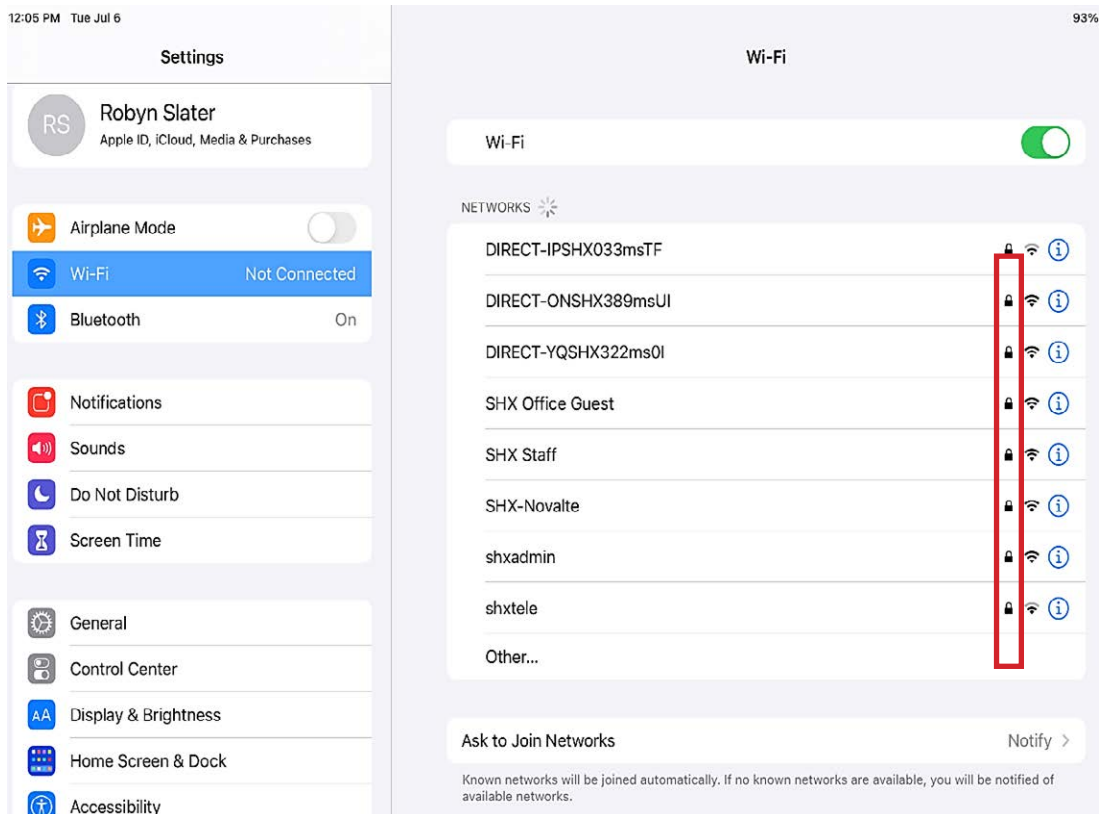 12:05 PM Tue Jul 6
93%
Settings
RS
Robyn Slater
Apple ID, iCloud, Media & Purchases
Airplane Mode
Wi-Fi Not Connected
Bluetooth On
Notifications
Sounds
Do Not Disturb
Screen Time
General
Control Center
AA Display & Brightness
Home Screen & Dock
Accessibility
Wi-Fi
Wi-Fi
NETWORKS
DIRECT-IPSHX033msTF
DIRECT-ONSHX389msUI
DIRECT-YQSHX322ms0I
SHX Office Guest
SHX Staff
SHX-Novalte
shxadmin
shxtele
Other...
Ask to Join Networks Notify
Known networks will be joined automatically. If no known networks are available, you will be notified of
available networks.